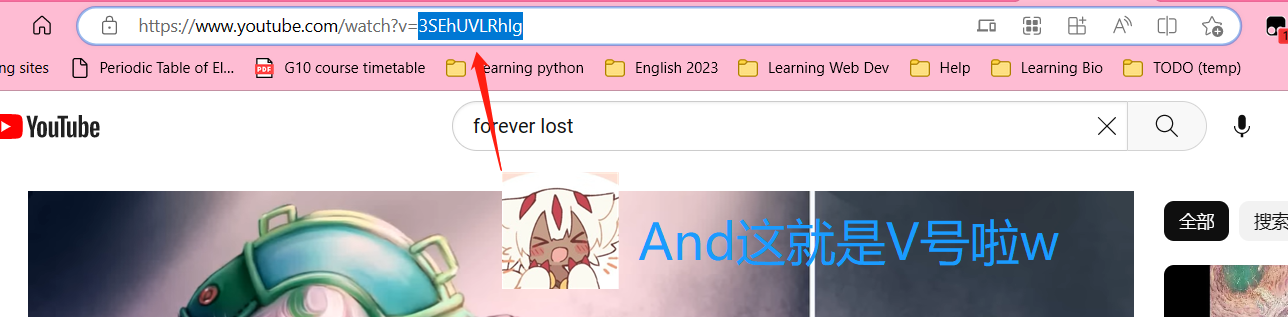 https://www.youtube.com/watch?v=3SEhUVLRhIg
ng sites Periodic Table of El... G10 course timetable Learning python English 2023 Learning Web Dev Help Learning Bio TODO (temp)
YouTube forever lost
And这就是V号啦w
全部 搜索